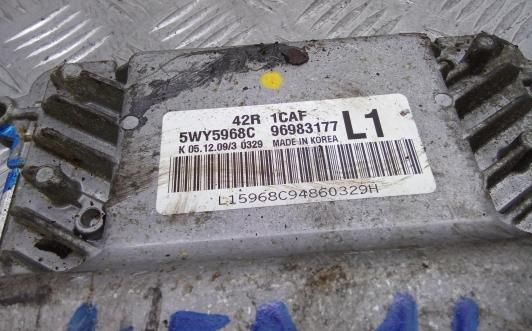 42R 1CAF
5WY5968C 96983177 L1
K 05.12.09/3 0329 MADE IN KOREA
L15968C94860329H